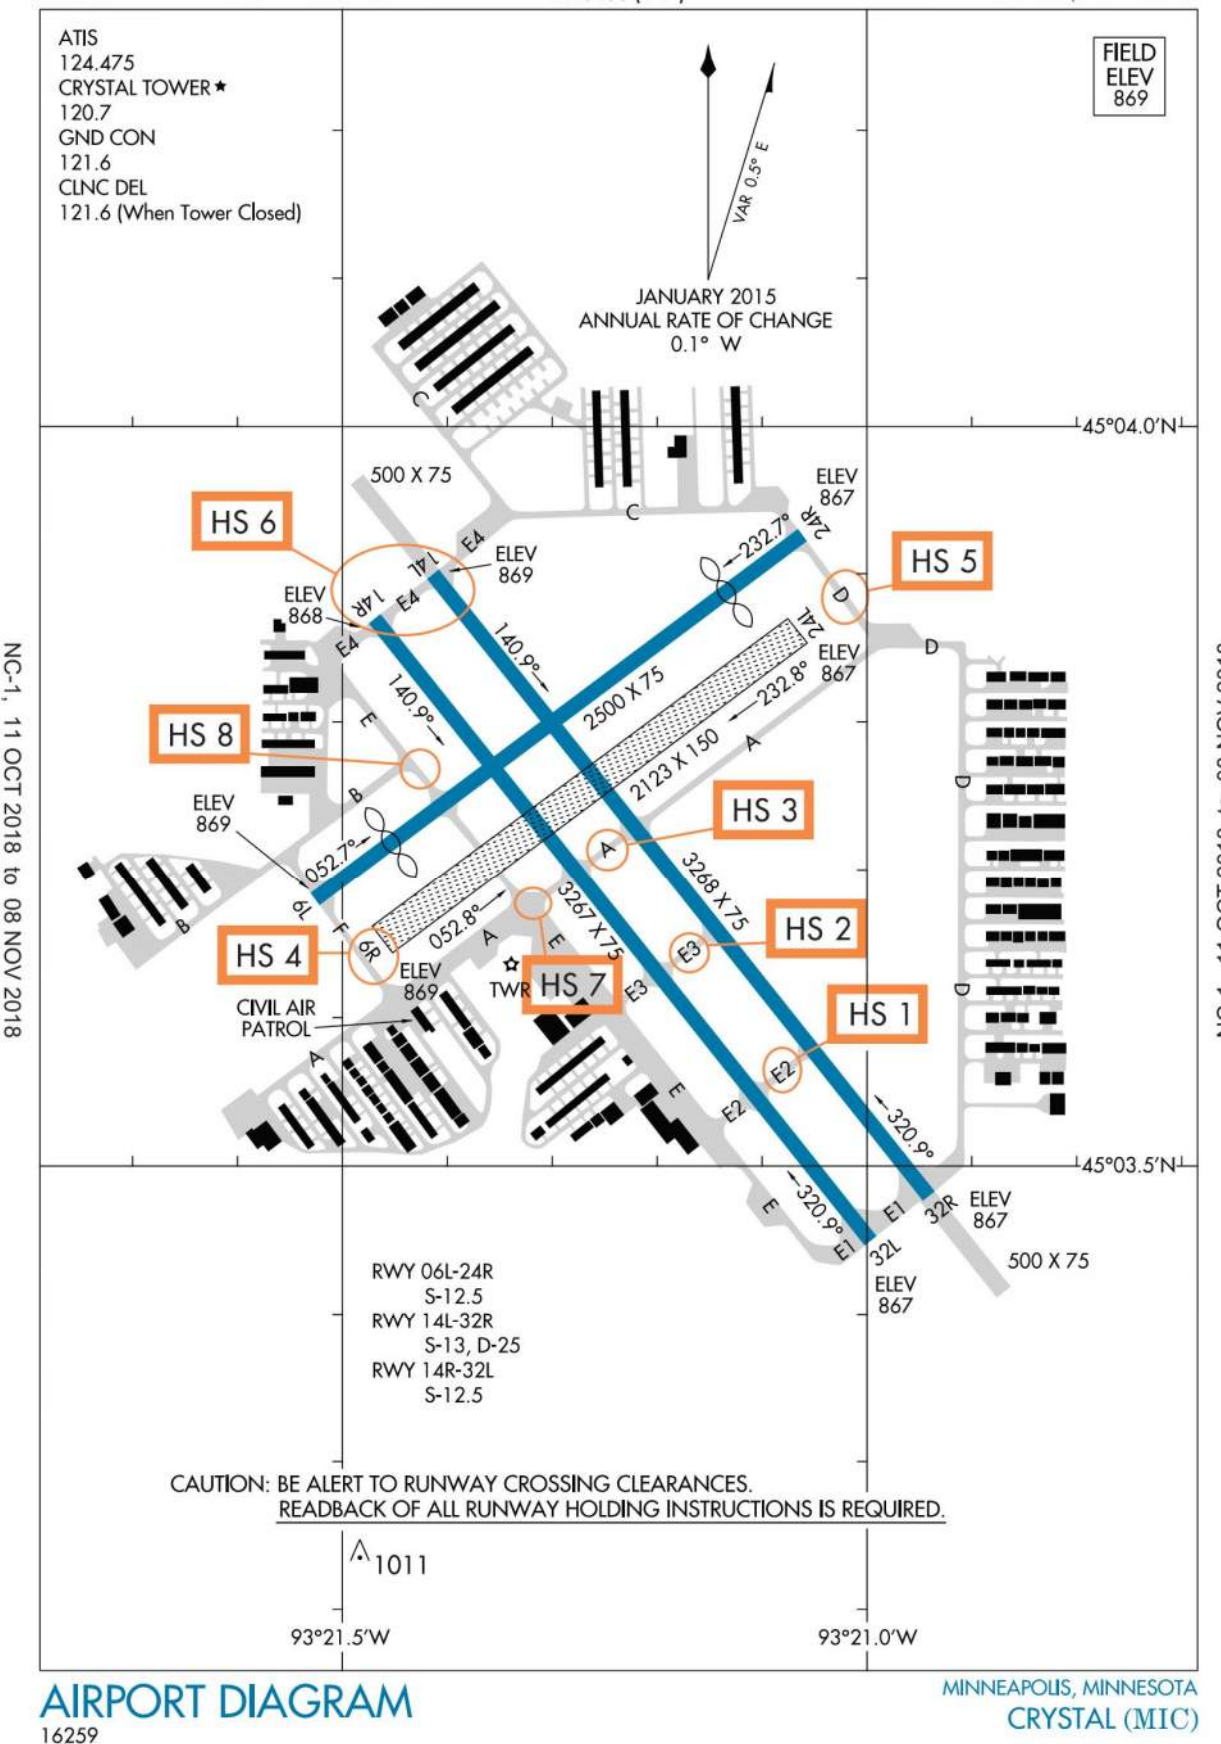 ATIS
124.475
CRYSTAL TOWER★
120.7
GND CON
121.6
CLNC DEL
121.6 (When Tower Closed)
FIELD
ELEV
869
VAR 0.5° E
JANUARY 2015
ANNUAL RATE OF CHANGE
0.1° W
C
45°04.0'N
500 X 75
ELEV
867
HS 6
C
24R
232.7°
E4
14L
ELEV
869
HS 5
ELEV
868
14R
E4
D
E4
140.9°
24L
ELEV
867
D
140.9°
2500 X 75
232.8°
E
HS 8
A
2123 X 150
D
B
ELEV
869
HS 3
052.7°
A
3268 X 75
6L
F
B
3267 X 75
HS 2
052.8°
A
E
6R
HS 4
E3
ELEV
869
TWR
HS 7
E3
D
CIVIL AIR
PATROL
HS 1
A
E2
E
E2
320.9°
45°03.5'N
320.9°
E
E1
32R
ELEV
867
E1
32L
500 X 75
ELEV
867
RWY 06L-24R
S-12.5
RWY 14L-32R
S-13, D-25
RWY 14R-32L
S-12.5
CAUTION: BE ALERT TO RUNWAY CROSSING CLEARANCES.
READBACK OF ALL RUNWAY HOLDING INSTRUCTIONS IS REQUIRED.
1011
93°21.5'W
93°21.0'W
NC-1, 11 OCT 2018 to 08 NOV 2018
AIRPORT DIAGRAM
16259
MINNEAPOLIS, MINNESOTA
CRYSTAL (MIC)